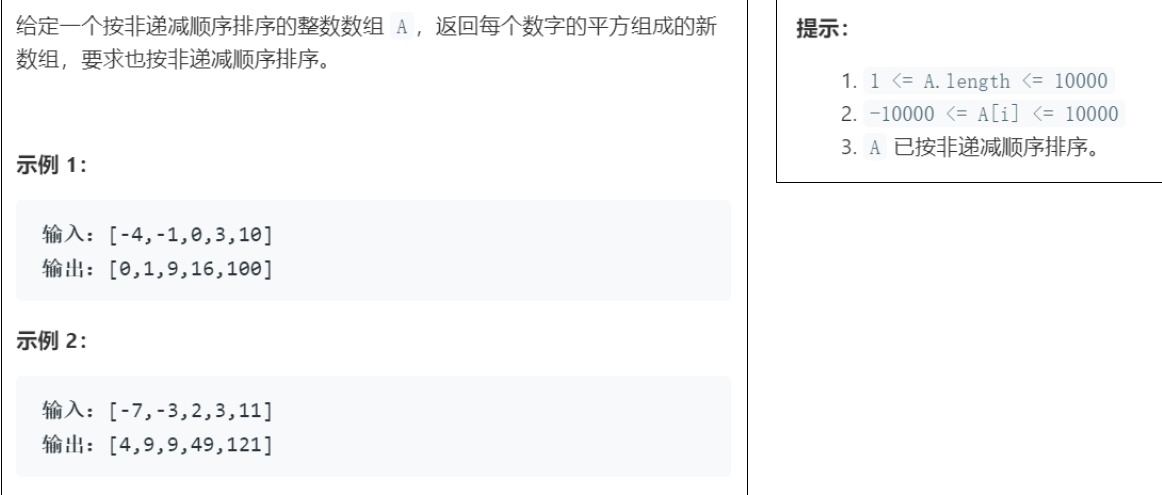 给定一个按非递减顺序排序的整数数组 A，返回每个数字的平方组成的新
数组，要求也按非递减顺序排序。
示例 1：
输入：[-4,-1,0,3,10]
输出：[0,1,9,16,100]
示例 2：
输入：[-7,-3,2,3,11]
输出：[4,9,9,49,121]
提示：
1. 1 <= A.length <= 10000
2. -10000 <= A[i] <= 10000
3. A 已按非递减顺序排序。